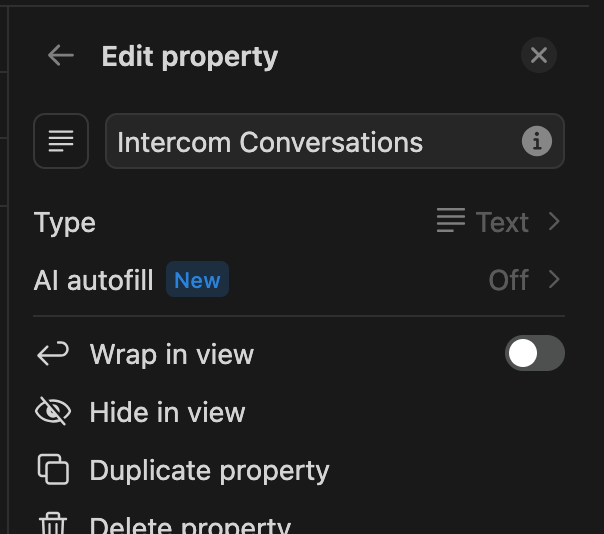 Edit property
Intercom Conversations
Type Text
AI autofill New Off
Wrap in view
Hide in view
Duplicate property
Delete property